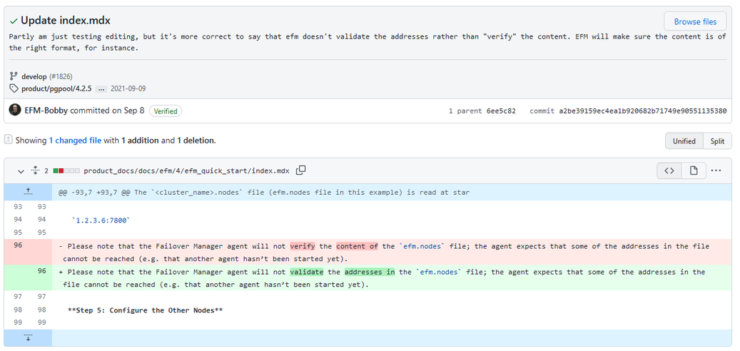 Update index.mdx
Browse files
Partly am just testing editing, but it's more correct to say that efm doesn't validate the addresses rather than "verify" the content. EFM will make sure the content is of
the right format, for instance.
develop (#1826)
product/pgpool/4.2.5 ... 2021-09-09
EFM-Bobby committed on Sep 8 Verified
1 parent 6ee5c82 commit a2be39159ec4ea1b920682b71749e90551135380
Showing 1 changed file with 1 addition and 1 deletion.
Unified Split
2 product_docs/docs/efm/4/efm_quick_start/index.mdx
@@ -93,7 +93,7 @@ The `<cluster_name>.nodes` file (efm.nodes file in this example) is read at star
93 93
94 94 `1.2.3.6:7800`
95 95
96 - Please note that the Failover Manager agent will not verify the content of the `efm.nodes` file; the agent expects that some of the addresses in the file
cannot be reached (e.g. that another agent hasn’t been started yet).
96 + Please note that the Failover Manager agent will not validate the addresses in the `efm.nodes` file; the agent expects that some of the addresses in the
file cannot be reached (e.g. that another agent hasn’t been started yet).
97 97
98 98 **Step 5: Configure the Other Nodes**
99 99